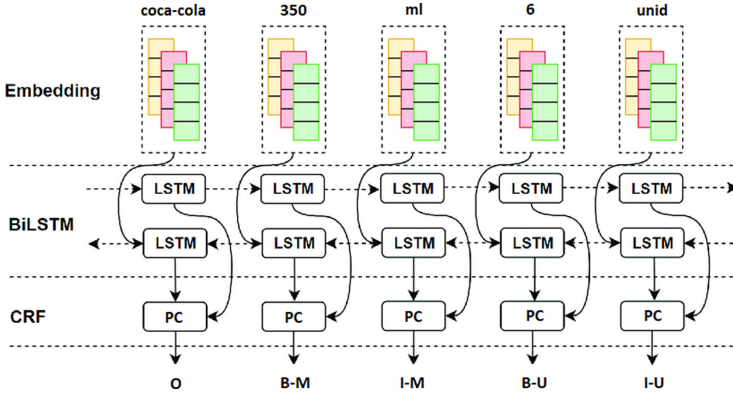 coca-cola 350 ml 6 unid
Embedding
LSTM LSTM LSTM LSTM LSTM
BiLSTM
LSTM LSTM LSTM LSTM LSTM
CRF PC PC PC PC PC
O B-M I-M B-U I-U